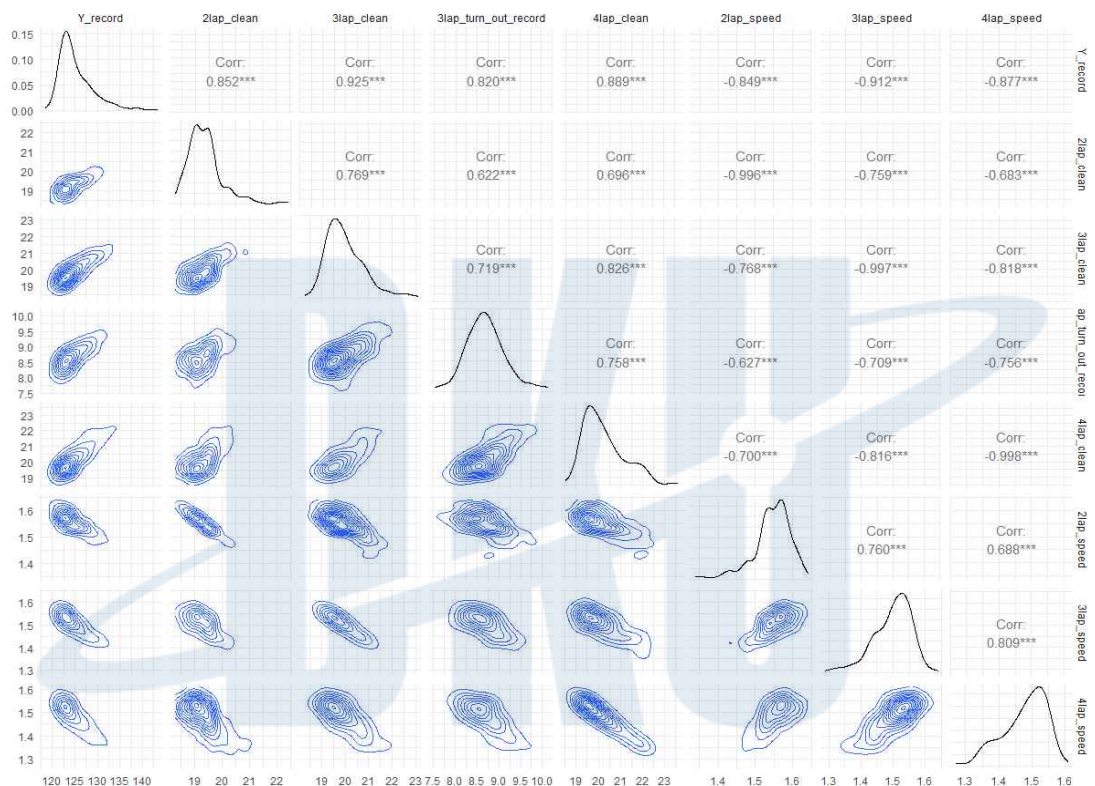 Y_record 2lap_clean 3lap_clean 3lap_turn_out_record 4lap_clean 2lap_speed 3lap_speed 4lap_speed
0.15
0.10
0.05
0.00
Corr: Corr: Corr: Corr: Corr: Corr: Corr:
0.852*** 0.925*** 0.820*** 0.889*** -0.849*** -0.912*** -0.877***
Y_record
22
21
20
19
Corr: Corr: Corr: Corr: Corr: Corr:
0.769*** 0.622*** 0.696*** -0.996*** -0.759*** -0.683***
2lap_clean
23
22
21
20
19
Corr: Corr: Corr: Corr: Corr:
0.719*** 0.826*** -0.768*** -0.997*** -0.818***
3lap_clean
10.0
9.5
9.0
8.5
8.0
7.5
Corr: Corr: Corr: Corr:
0.758*** -0.627*** -0.709*** -0.756***
ap_turn_out_recor
23
22
21
20
19
Corr: Corr: Corr:
-0.700*** -0.816*** -0.998***
4lap_clean
1.6
1.5
1.4
Corr: Corr:
0.760*** 0.688***
2lap_speed
1.6
1.5
1.4
1.3
Corr:
0.809***
3lap_speed
1.6
1.5
1.4
1.3
4lap_speed
120 125 130 135 140 19 20 21 22 19 20 21 22 23 7.5 8.0 8.5 9.0 9.5 10.0 19 20 21 22 23 1.4 1.5 1.6 1.3 1.4 1.5 1.6 1.3 1.4 1.5 1.6
DKU